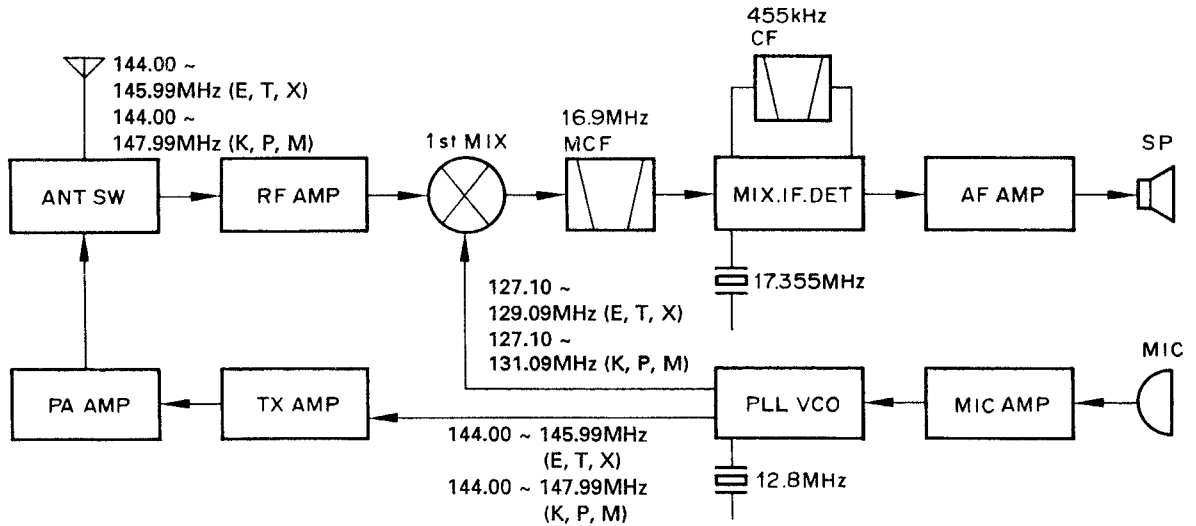 455kHz
CF
144.00 ~
145.99MHz (E, T, X)
144.00 ~
147.99MHz (K, P, M)
1st MIX
16.9MHz
MCF
SP
ANT SW
RF AMP
MIX.IF.DET
AF AMP
17.355MHz
127.10 ~
129.09MHz (E, T, X)
127.10 ~
131.09MHz (K, P, M)
MIC
PA AMP
TX AMP
PLL VCO
MIC AMP
144.00 ~ 145.99MHz
(E, T, X)
144.00 ~ 147.99MHz
(K, P, M)
12.8MHz